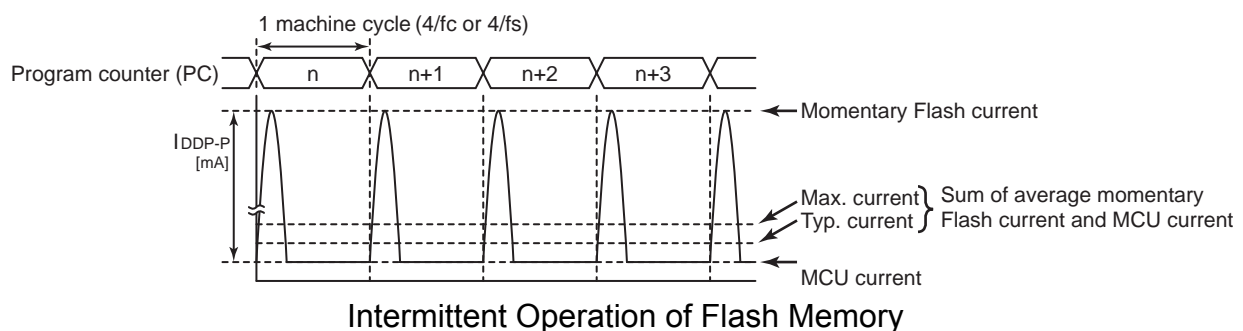 1 machine cycle (4/fc or 4/fs)
Program counter (PC)
n
n+1
n+2
n+3
Momentary Flash current
IDDP-P
[mA]
Max. current
Typ. current
Sum of average momentary
Flash current and MCU current
MCU current
Intermittent Operation of Flash Memory